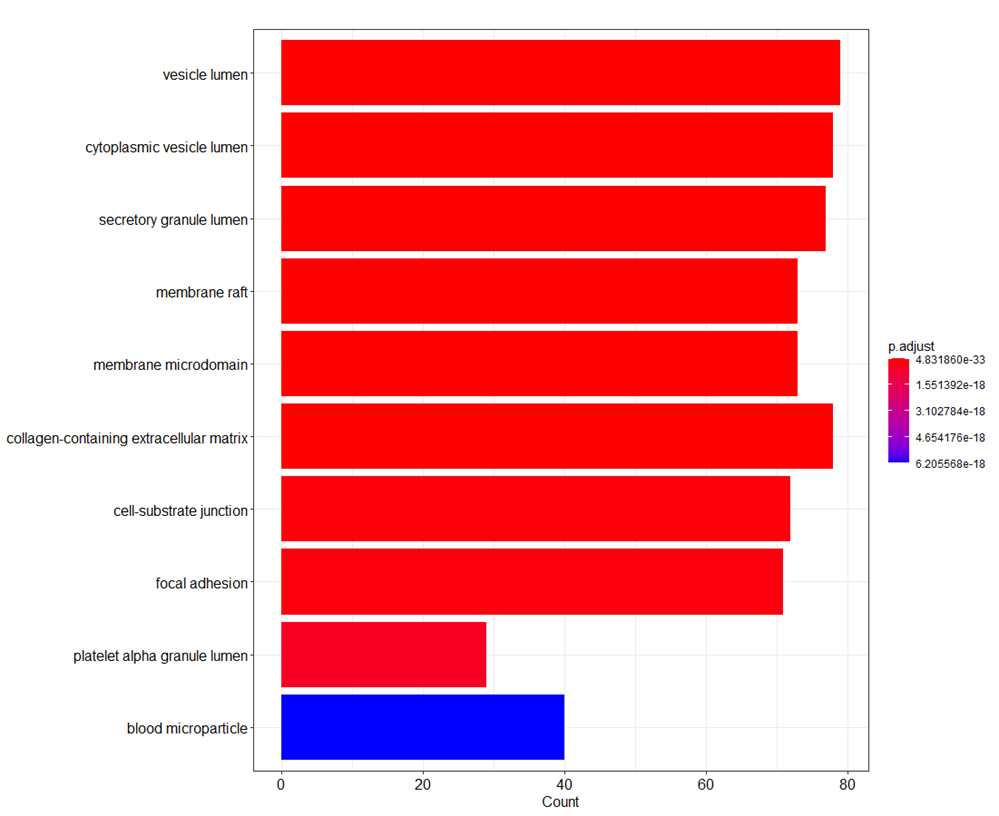 vesicle lumen
cytoplasmic vesicle lumen
secretory granule lumen
membrane raft
membrane microdomain
collagen-containing extracellular matrix
cell-substrate junction
focal adhesion
platelet alpha granule lumen
blood microparticle
0 20 40 60 80
Count
p.adjust
4.831860e-33
1.551392e-18
3.102784e-18
4.654176e-18
6.205568e-18